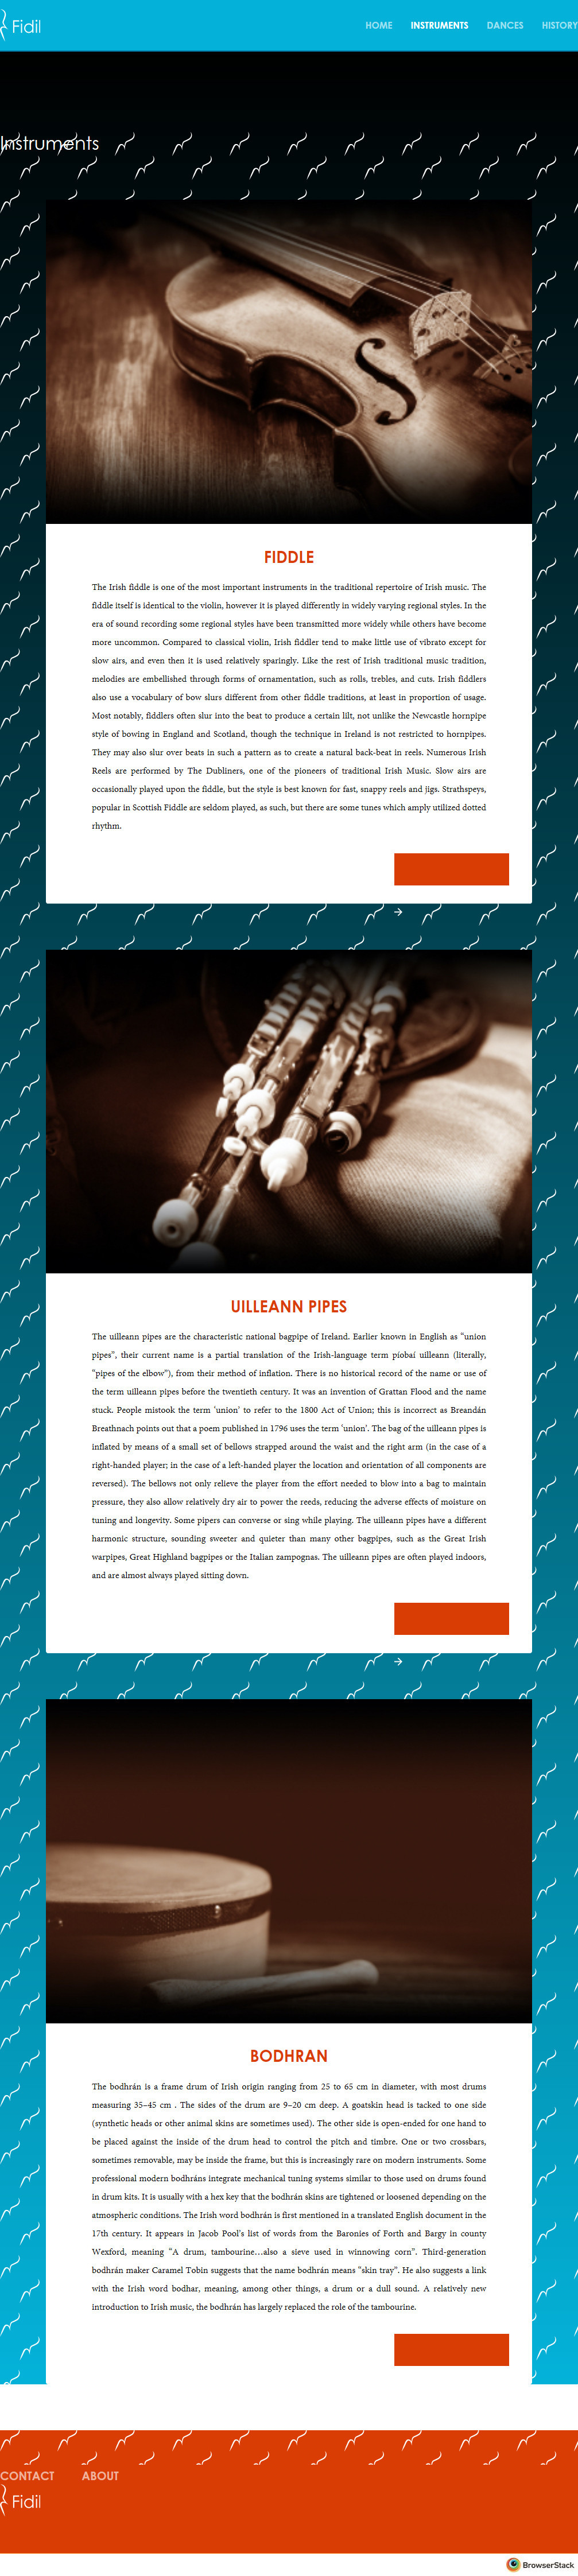 Fidil
HOME INSTRUMENTS DANCES HISTORY
Instruments
FIDDLE
The Irish fiddle is one of the most important instruments in the traditional repertoire of Irish music. The
fiddle itself is identical to the violin, however it is played differently in widely varying regional styles. In the
era of sound recording some regional styles have been transmitted more widely while others have become
more uncommon. Compared to classical violin, Irish fiddler tend to make little use of vibrato except for
slow airs, and even then it is used relatively sparingly. Like the rest of Irish traditional music tradition,
melodies are embellished through forms of ornamentation, such as rolls, trebles, and cuts. Irish fiddlers
also use a vocabulary of bow slurs different from other fiddle traditions, at least in proportion of usage.
Most notably, fiddlers often slur into the beat to produce a certain lilt, not unlike the Newcastle hornpipe
style of bowing in England and Scotland, though the technique in Ireland is not restricted to hornpipes.
They may also slur over beats in such a pattern as to create a natural back-beat in reels. Numerous Irish
Reels are performed by The Dubliners, one of the pioneers of traditional Irish Music. Slow airs are
occasionally played upon the fiddle, but the style is best known for fast, snappy reels and jigs. Strathspeys,
popular in Scottish Fiddle are seldom played, as such, but there are some tunes which amply utilized dotted
rhythm.
UILLEANN PIPES
The uilleann pipes are the characteristic national bagpipe of Ireland. Earlier known in English as "union
pipes", their current name is a partial translation of the Irish-language term píobaí uilleann (literally,
"pipes of the elbow"), from their method of inflation. There is no historical record of the name or use of
the term uilleann pipes before the twentieth century. It was an invention of Grattan Flood and the name
stuck. People mistook the term 'union' to refer to the 1800 Act of Union; this is incorrect as Breandán
Breathnach points out that a poem published in 1796 uses the term 'union'. The bag of the uilleann pipes is
inflated by means of a small set of bellows strapped around the waist and the right arm (in the case of a
right-handed player; in the case of a left-handed player the location and orientation of all components are
reversed). The bellows not only relieve the player from the effort needed to blow into a bag to maintain
pressure, they also allow relatively dry air to power the reeds, reducing the adverse effects of moisture on
tuning and longevity. Some pipers can converse or sing while playing. The uilleann pipes have a different
harmonic structure, sounding sweeter and quieter than many other bagpipes, such as the Great Irish
warpipes, Great Highland bagpipes or the Italian zampognas. The uilleann pipes are often played indoors,
and are almost always played sitting down.
BODHRAN
The bodhrán is a frame drum of Irish origin ranging from 25 to 65 cm in diameter, with most drums
measuring 35–45 cm . The sides of the drum are 9–20 cm deep. A goatskin head is tacked to one side
(synthetic heads or other animal skins are sometimes used). The other side is open-ended for one hand to
be placed against the inside of the drum head to control the pitch and timbre. One or two crossbars,
sometimes removable, may be inside the frame, but this is increasingly rare on modern instruments. Some
professional modern bodhráns integrate mechanical tuning systems similar to those used on drums found
in drum kits. It is usually with a hex key that the bodhrán skins are tightened or loosened depending on the
atmospheric conditions. The Irish word bodhrán is first mentioned in a translated English document in the
17th century. It appears in Jacob Pool's list of words from the Baronies of Forth and Bargy in county
Wexford, meaning "A drum, tambourine...also a sieve used in winnowing corn". Third-generation
bodhrán maker Caramel Tobin suggests that the name bodhrán means "skin tray". He also suggests a link
with the Irish word bodhar, meaning, among other things, a drum or a dull sound. A relatively new
introduction to Irish music, the bodhrán has largely replaced the role of the tambourine.
CONTACT ABOUT
Fidil
BrowserStack